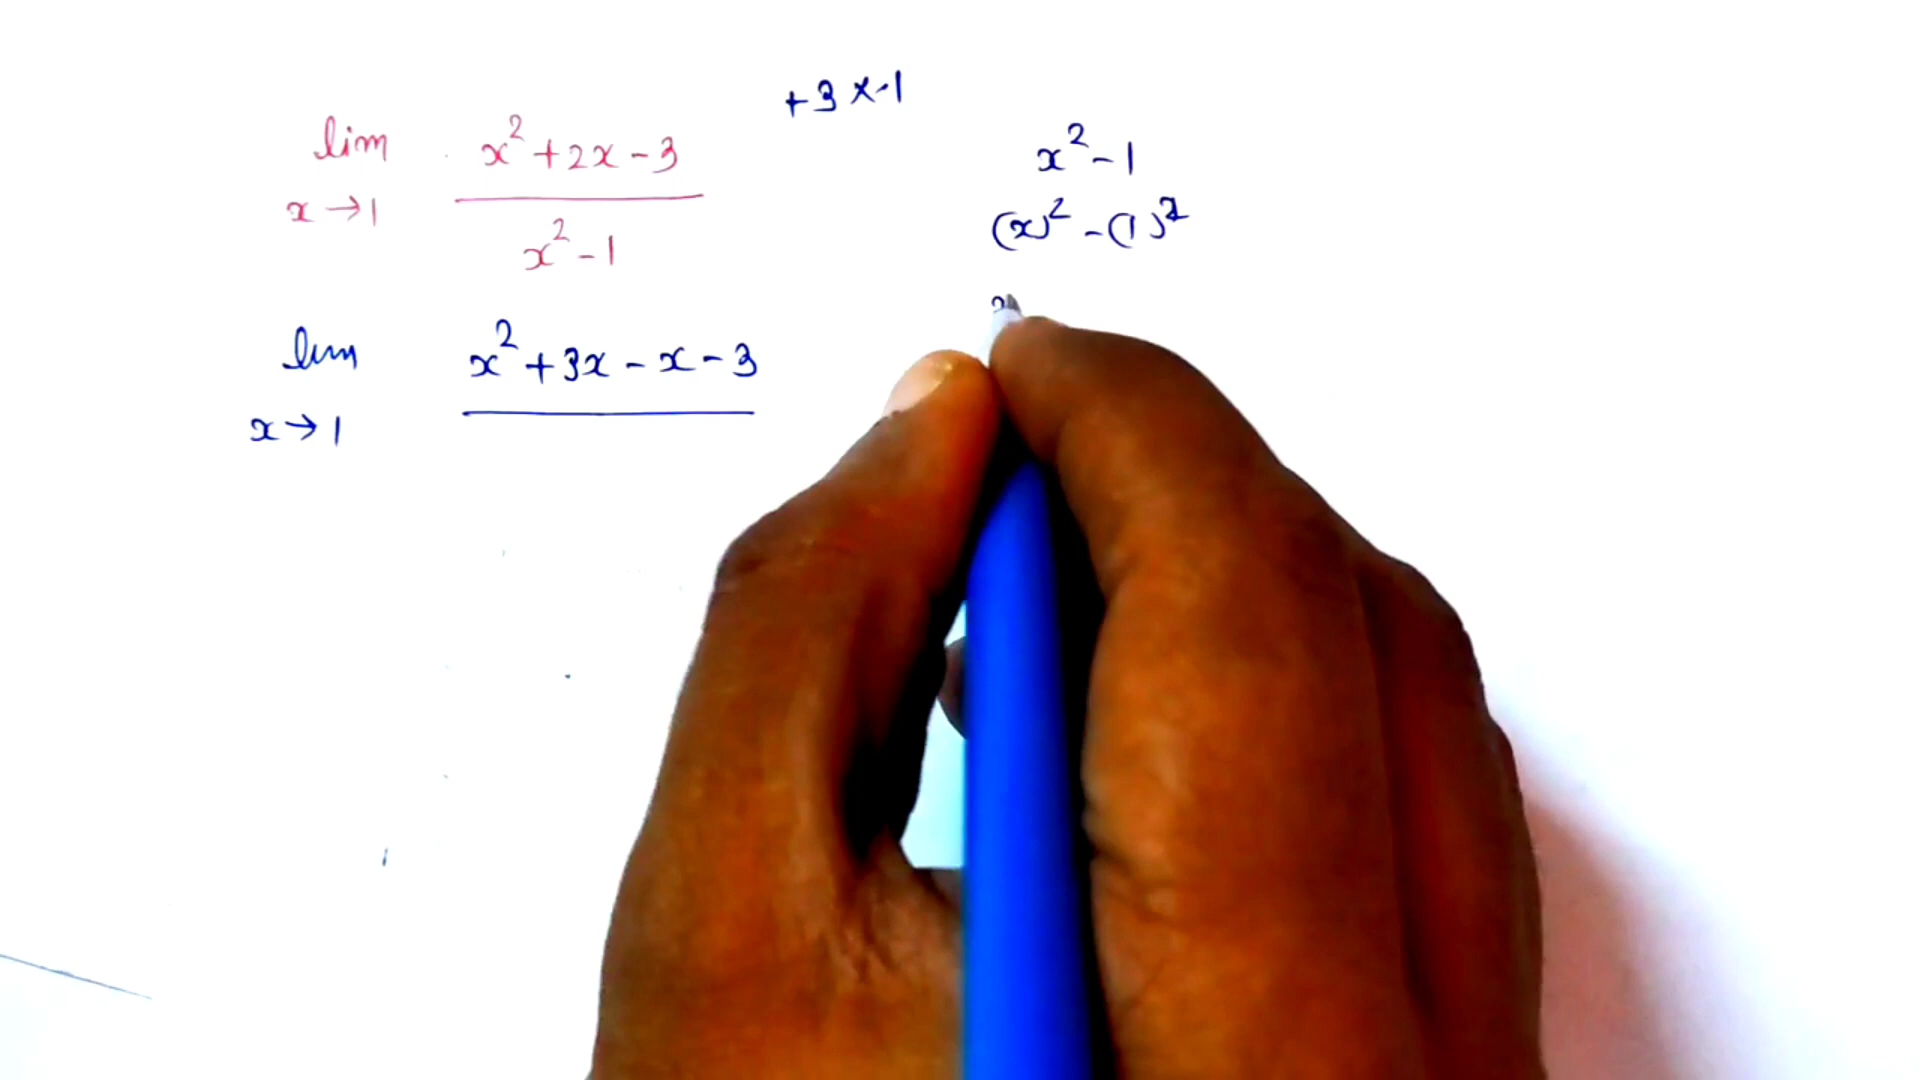 +3 x -1
lim x² + 2x - 3
x → 1 x² - 1
x² - 1
(x)² - (1)²
lim x² + 3x - x - 3
x → 1